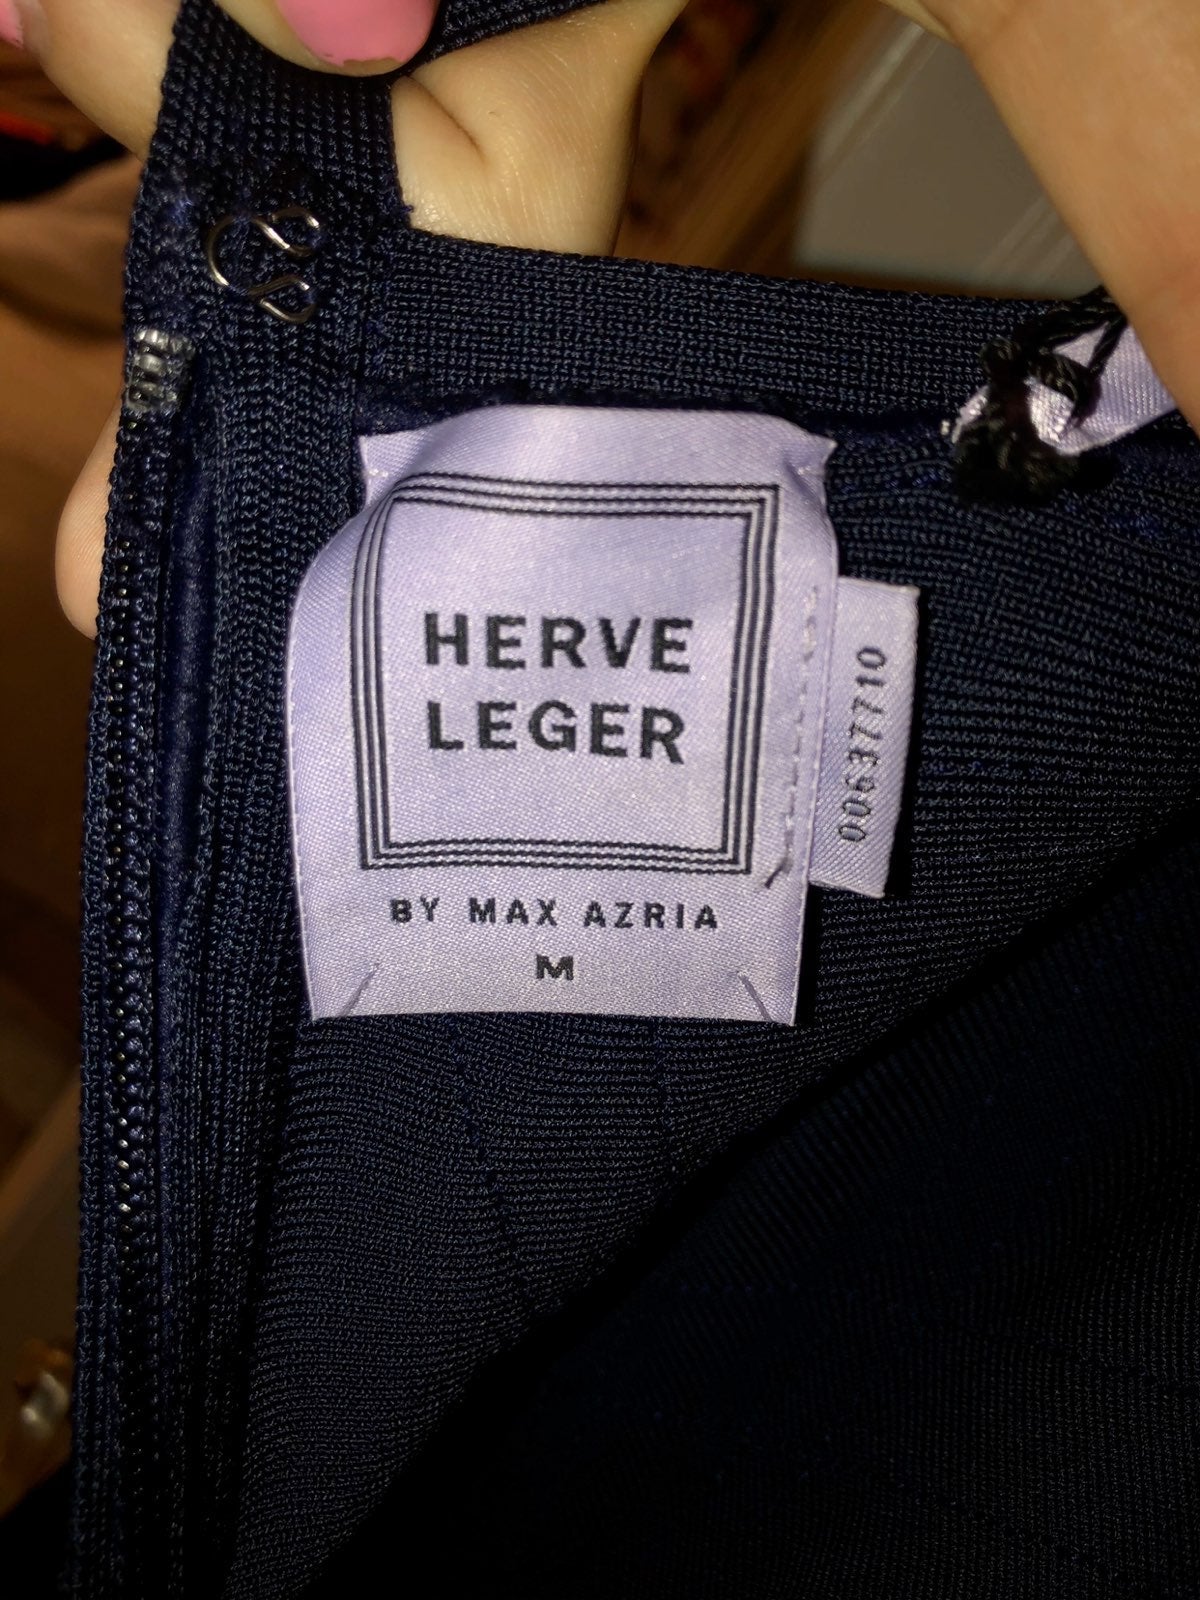 HERVE
LEGER
BY MAX AZRIA
M
00637710